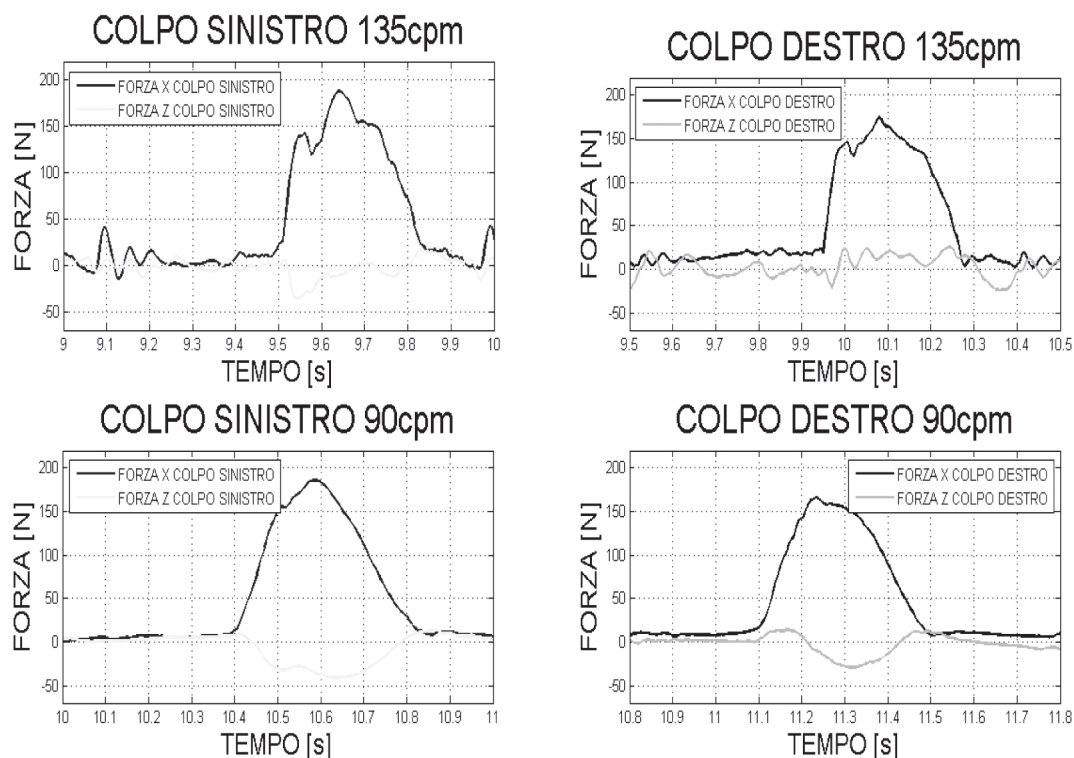 COLPO SINISTRO 135cpm
FORZA [N]
200
150
100
50
0
-50
FORZA X COLPO SINISTRO
FORZA Z COLPO SINISTRO
9 9.1 9.2 9.3 9.4 9.5 9.6 9.7 9.8 9.9 10
TEMPO [s]
COLPO DESTRO 135cpm
FORZA [N]
200
150
100
50
0
-50
FORZA X COLPO DESTRO
FORZA Z COLPO DESTRO
9.5 9.6 9.7 9.8 9.9 10 10.1 10.2 10.3 10.4 10.5
TEMPO [s]
COLPO SINISTRO 90cpm
FORZA [N]
200
150
100
50
0
-50
FORZA X COLPO SINISTRO
FORZA Z COLPO SINISTRO
10 10.1 10.2 10.3 10.4 10.5 10.6 10.7 10.8 10.9 11
TEMPO [s]
COLPO DESTRO 90cpm
FORZA [N]
200
150
100
50
0
-50
FORZA X COLPO DESTRO
FORZA Z COLPO DESTRO
10.8 10.9 11 11.1 11.2 11.3 11.4 11.5 11.6 11.7 11.8
TEMPO [s]